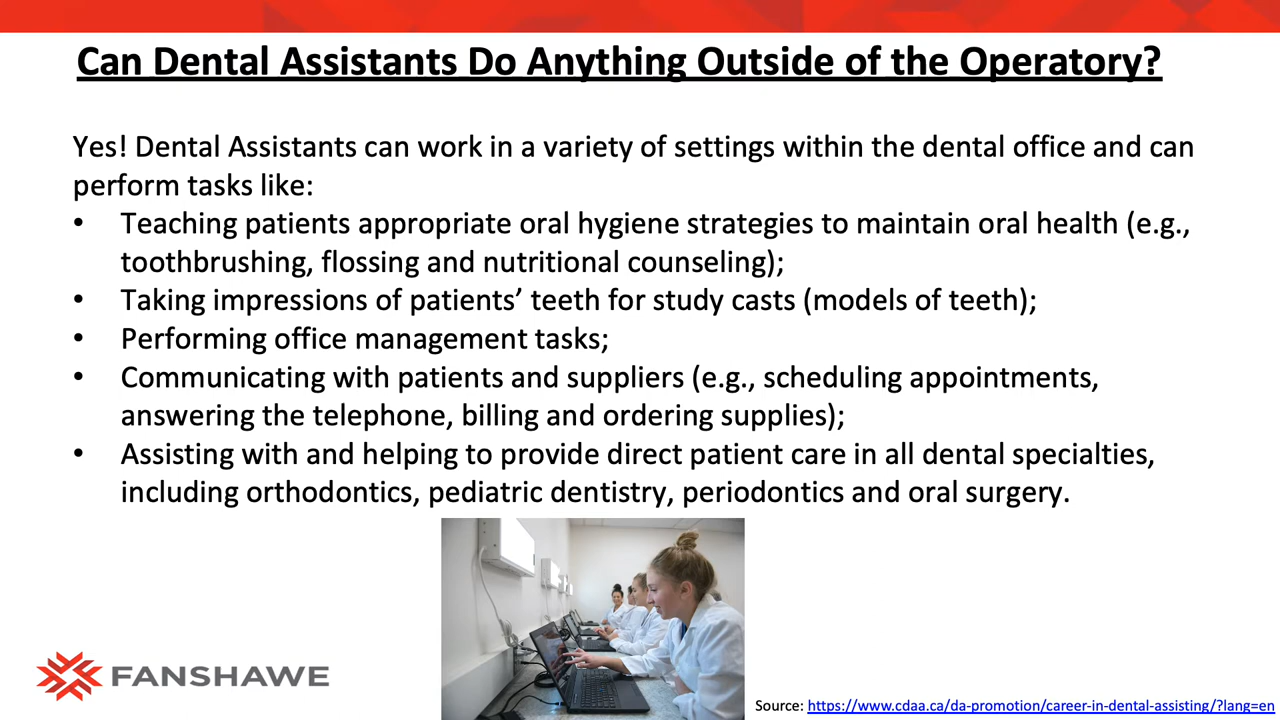 Can Dental Assistants Do Anything Outside of the Operatory?
Yes! Dental Assistants can work in a variety of settings within the dental office and can
perform tasks like:
• Teaching patients appropriate oral hygiene strategies to maintain oral health (e.g.,
toothbrushing, flossing and nutritional counseling);
• Taking impressions of patients’ teeth for study casts (models of teeth);
• Performing office management tasks;
• Communicating with patients and suppliers (e.g., scheduling appointments,
answering the telephone, billing and ordering supplies);
• Assisting with and helping to provide direct patient care in all dental specialties,
including orthodontics, pediatric dentistry, periodontics and oral surgery.
FANSHAWE
Source: https://www.cdaa.ca/da-promotion/career-in-dental-assisting/?lang=en